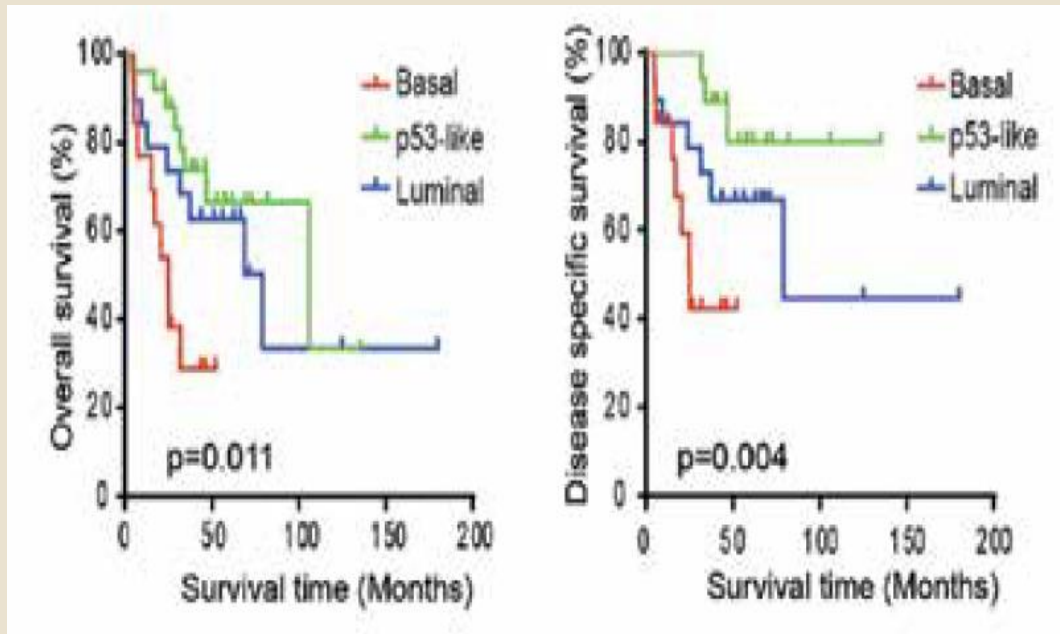 Overall survival (%)
100
80
60
40
20
0
Basal
p53-like
Luminal
p=0.011
0 50 100 150 200
Survival time (Months)
Disease specific survival (%)
100
80
60
40
20
0
Basal
p53-like
Luminal
p=0.004
0 50 100 150 200
Survival time (Months)